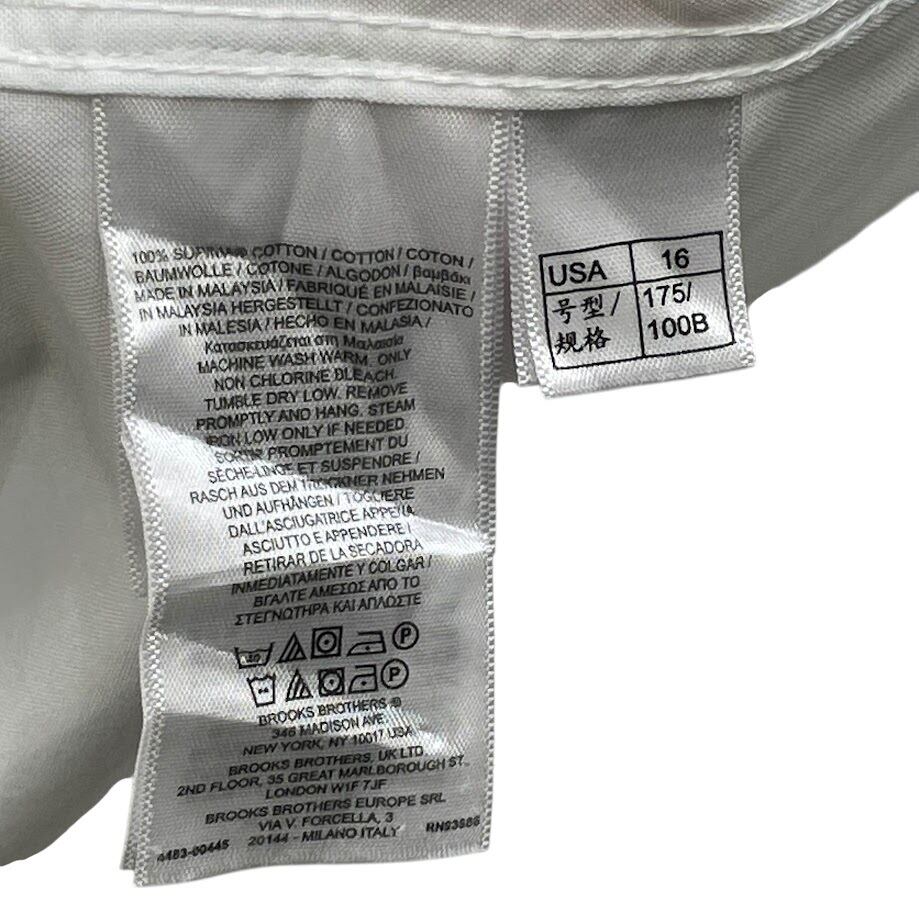 100% SUPIMA® COTTON / COTTON / COTON /
BAUMWOLLE / COTONE / ALGODON / βαμβάκι
MADE IN MALAYSIA / FABRIQUÉ EN MALAISIE /
IN MALAYSIA HERGESTELLT / CONFEZIONATO
IN MALESIA / HECHO EN MALASIA /
Κατασκευάζεται στη Μαλαισία
MACHINE WASH WARM. ONLY
NON CHLORINE BLEACH.
TUMBLE DRY LOW. REMOVE
PROMPTLY AND HANG. STEAM
IRON LOW ONLY IF NEEDED
SORTIR PROMPTEMENT DU
SÈCHE-LINGE ET SUSPENDRE /
RASCH AUS DEM TROCKNER NEHMEN
UND AUFHÄNGEN / TOGLIERE
DALL'ASCIUGATRICE APPENA
ASCIUTTO E APPENDERE /
RETIRAR DE LA SECADORA
INMEDIATAMENTE Y COLGAR /
ΒΓΑΛΤΕ ΑΜΕΣΩΣ ΑΠΟ ΤΟ
ΣΤΕΓΝΩΤΗΡΑ ΚΑΙ ΑΠΛΩΣΤΕ
40 P
P
BROOKS BROTHERS ®
346 MADISON AVE
NEW YORK, NY 10017 USA
BROOKS BROTHERS, UK LTD.
2ND FLOOR, 35 GREAT MARLBOROUGH ST.
LONDON W1F 7JF
BROOKS BROTHERS EUROPE SRL
VIA V. FORCELLA, 3
20144 - MILANO ITALY
4483-00445
USA 16
号型/ 175/
规格 100B